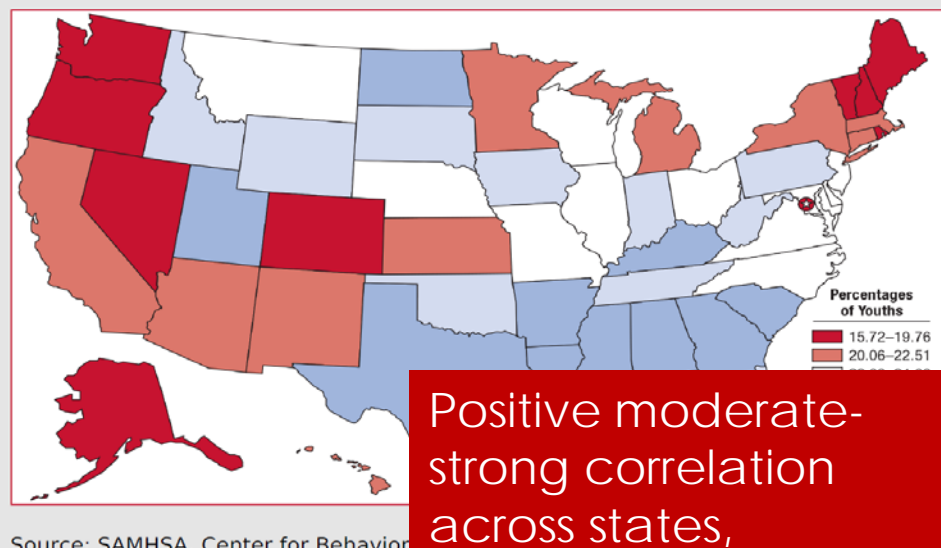 Percentages
of Youths
15.72–19.76
20.06–22.51
Positive moderate-
strong correlation
across states,
Source: SAMHSA, Center for Behavior